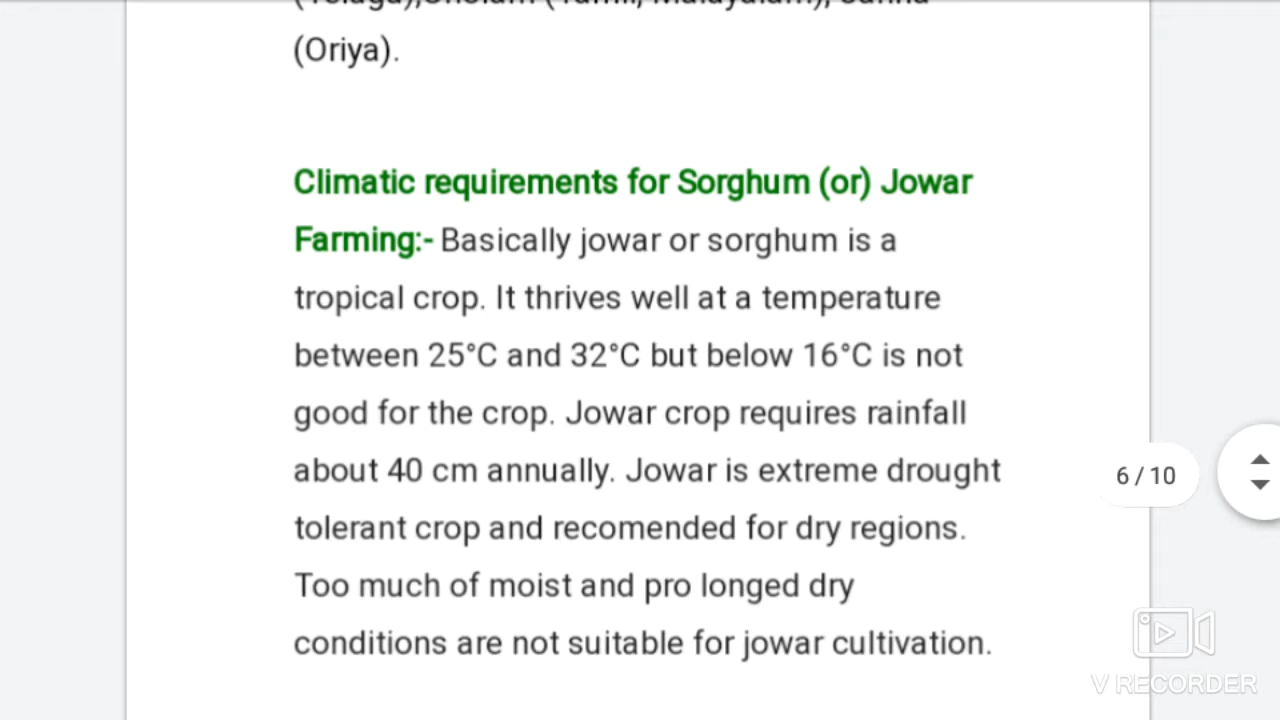 (Oriya).
Climatic requirements for Sorghum (or) Jowar
Farming:- Basically jowar or sorghum is a
tropical crop. It thrives well at a temperature
between 25°C and 32°C but below 16°C is not
good for the crop. Jowar crop requires rainfall
about 40 cm annually. Jowar is extreme drought
tolerant crop and recomended for dry regions.
Too much of moist and pro longed dry
conditions are not suitable for jowar cultivation.
6 / 10
V RECORDER